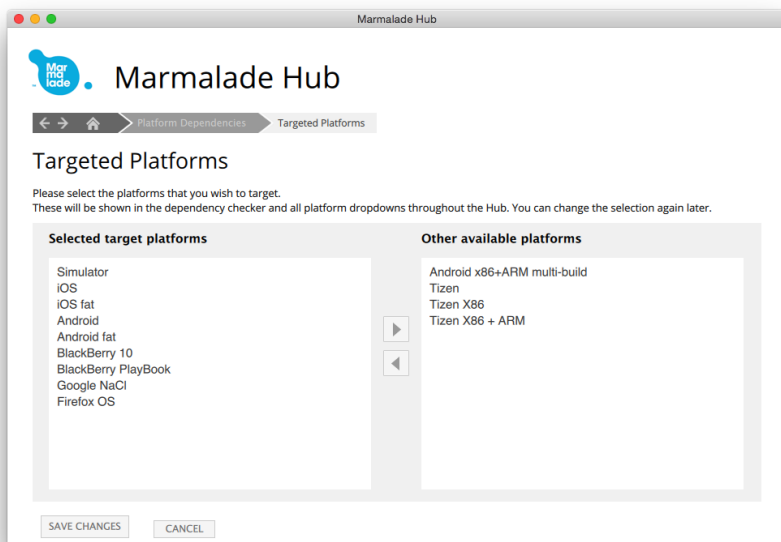 Marmalade Hub
Mar
ma
lade
Marmalade Hub
Platform Dependencies
Targeted Platforms
Targeted Platforms
Please select the platforms that you wish to target.
These will be shown in the dependency checker and all platform dropdowns throughout the Hub. You can change the selection again later.
Selected target platforms
Simulator
iOS
iOS fat
Android
Android fat
BlackBerry 10
BlackBerry PlayBook
Google NaCl
Firefox OS
Other available platforms
Android x86+ARM multi-build
Tizen
Tizen X86
Tizen X86 + ARM
SAVE CHANGES
CANCEL